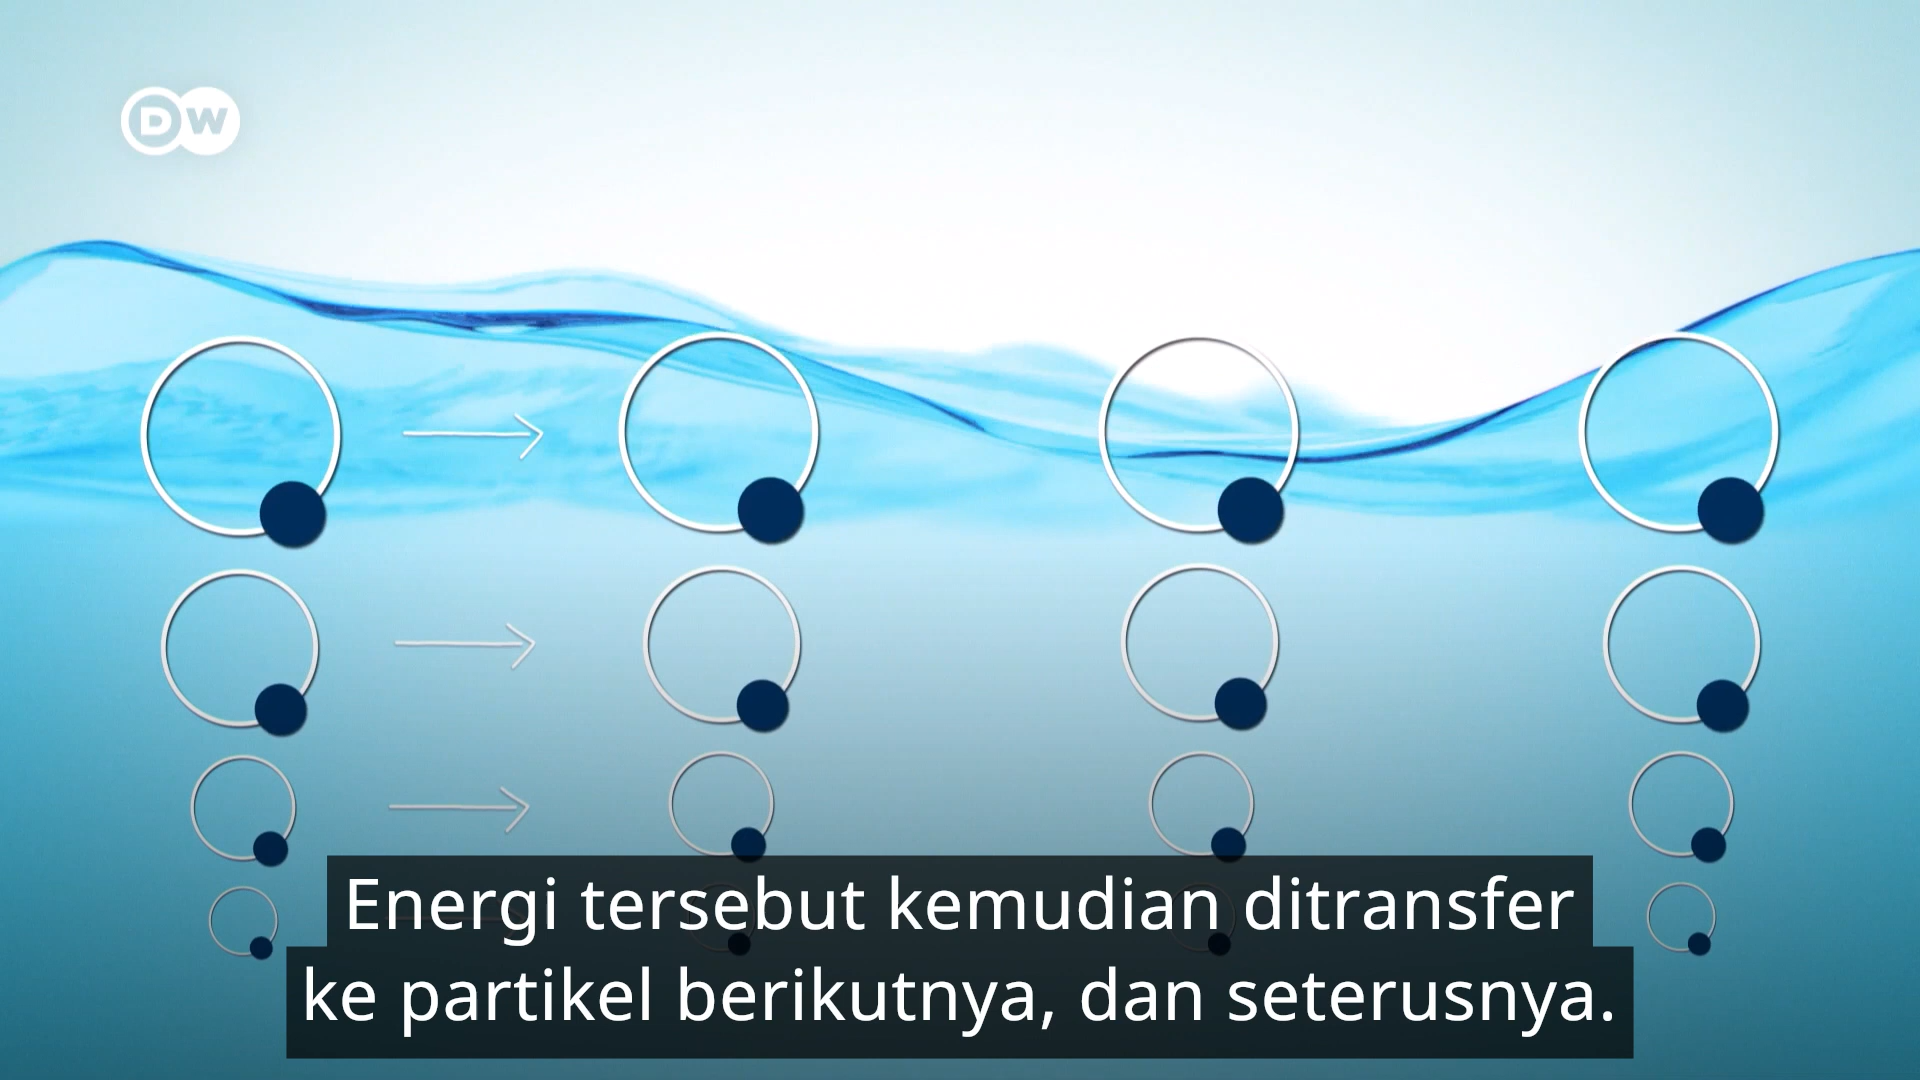 DW
Energi tersebut kemudian ditransfer
ke partikel berikutnya, dan seterusnya.